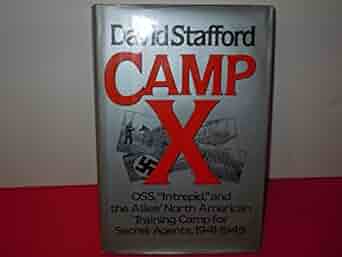 David Stafford
CAMP
X
OSS, "Intrepid," and
the Allies' North American
Training Camp for
Secret Agents, 1941-1945